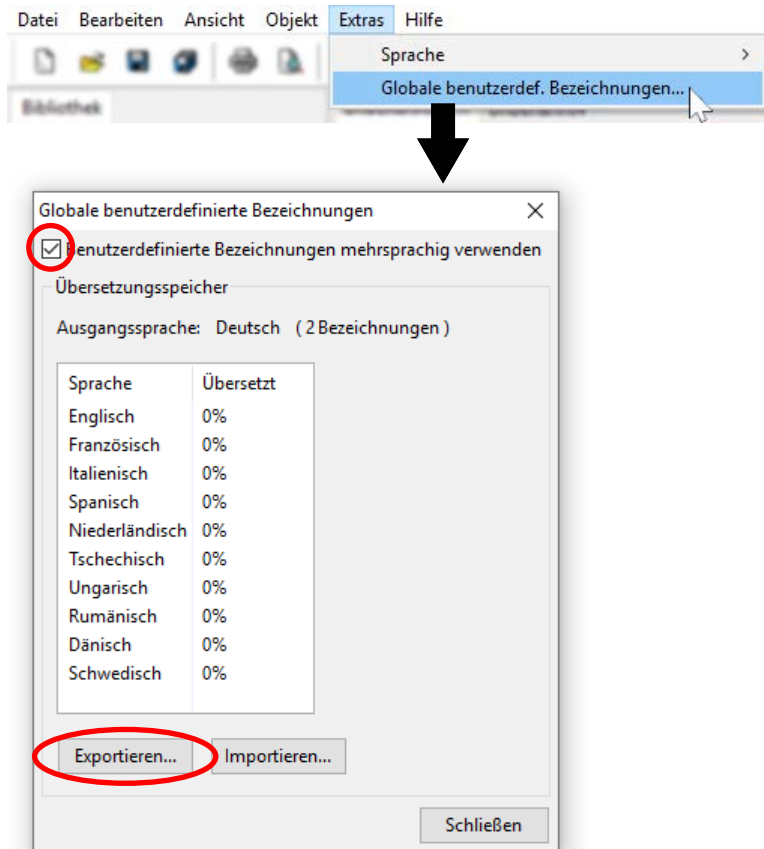 Datei Bearbeiten Ansicht Objekt Extras Hilfe
Sprache >
Globale benutzerdef. Bezeichnungen...
Bibliothek
Globale benutzerdefinierte Bezeichnungen
Benutzerdefinierte Bezeichnungen mehrsprachig verwenden
Übersetzungsspeicher
Ausgangssprache: Deutsch ( 2 Bezeichnungen )
Sprache Übersetzt
Englisch 0%
Französisch 0%
Italienisch 0%
Spanisch 0%
Niederländisch 0%
Tschechisch 0%
Ungarisch 0%
Rumänisch 0%
Dänisch 0%
Schwedisch 0%
Exportieren... Importieren...
Schließen